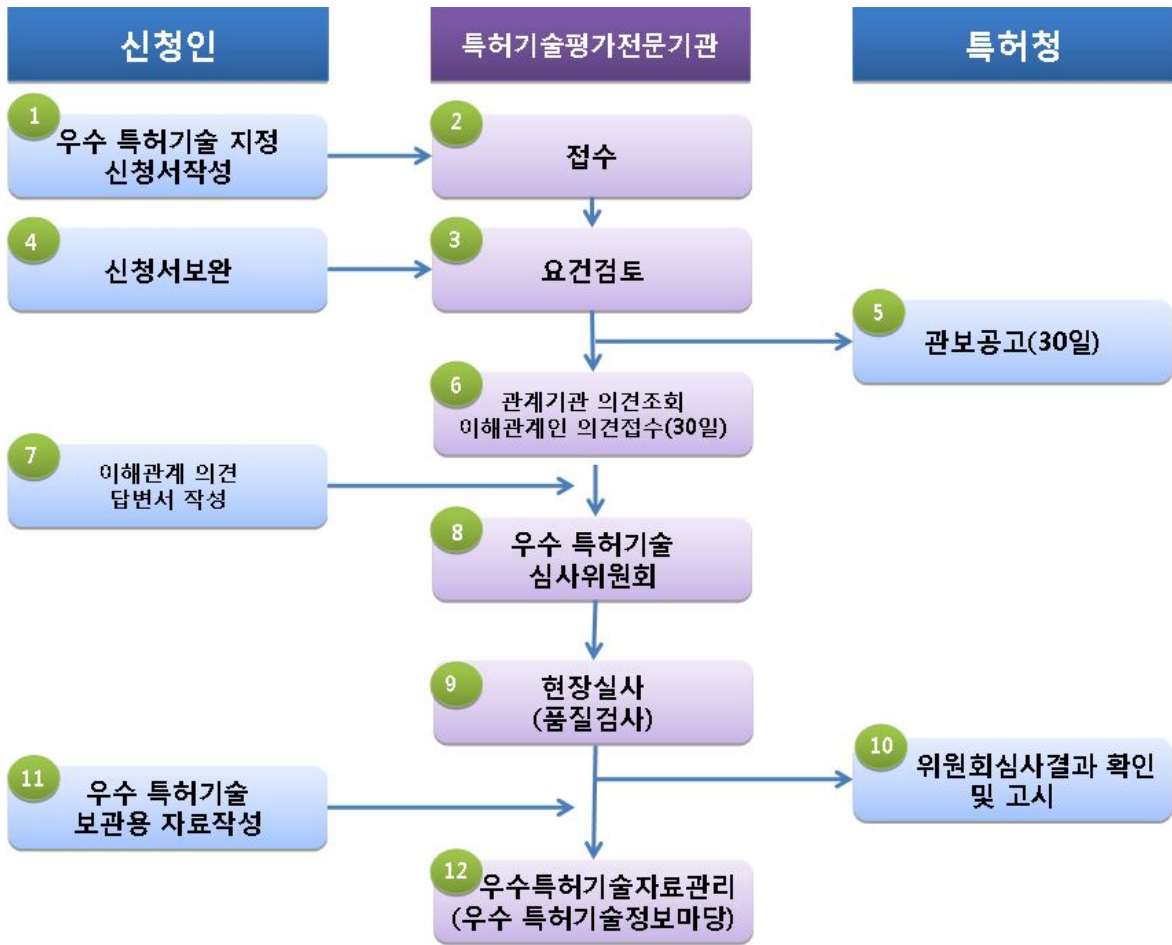 신청인
특허기술평가전문기관
특허청
1
우수 특허기술 지정
신청서작성
2
접수
4
신청서보완
3
요건검토
5
관보공고(30일)
6
관계기관 의견조회
이해관계인 의견접수(30일)
7
이해관계 의견
답변서 작성
8
우수 특허기술
심사위원회
9
현장실사
(품질검사)
10
위원회심사결과 확인
및 고시
11
우수 특허기술
보관용 자료작성
12
우수특허기술자료관리
(우수 특허기술정보마당)